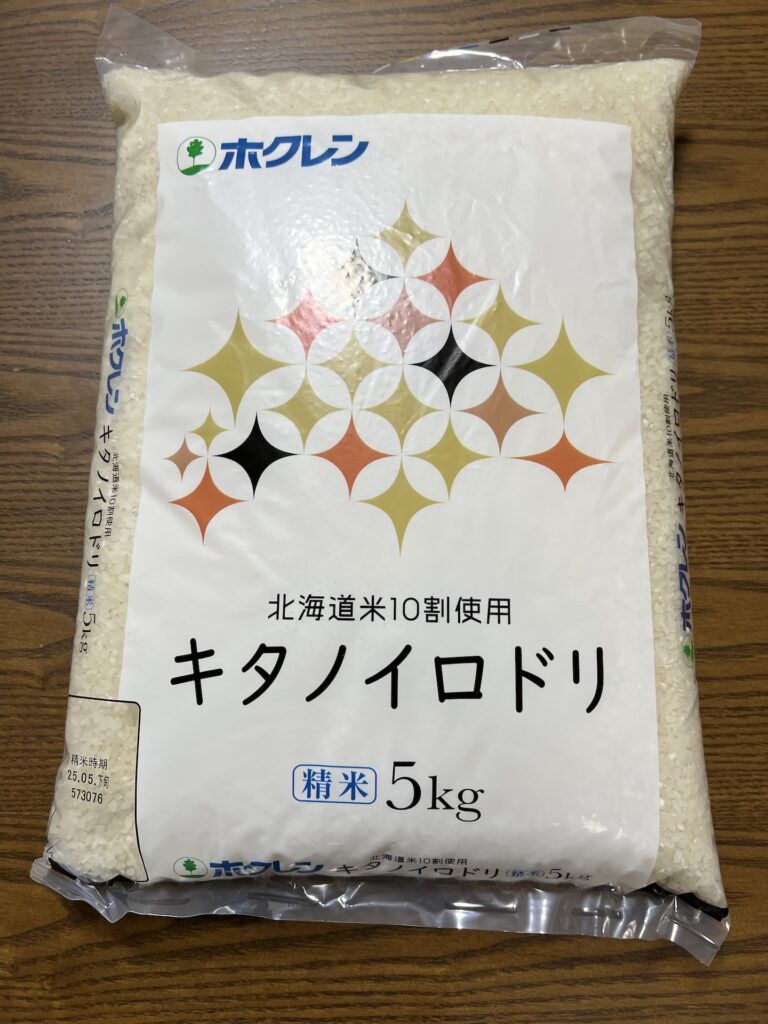 ホクレン
北海道米10割使用
キタノイロドリ
精米 5kg
ホクレン 北海道米10割使用 キタノイロドリ 精米 5kg
精米時期
25.05.下旬
573076
ホクレン 北海道米10割使用 キタノイロドリ 精米 5kg
ホクレン 北海道米10割使用 キタノイロドリ 精米 5kg